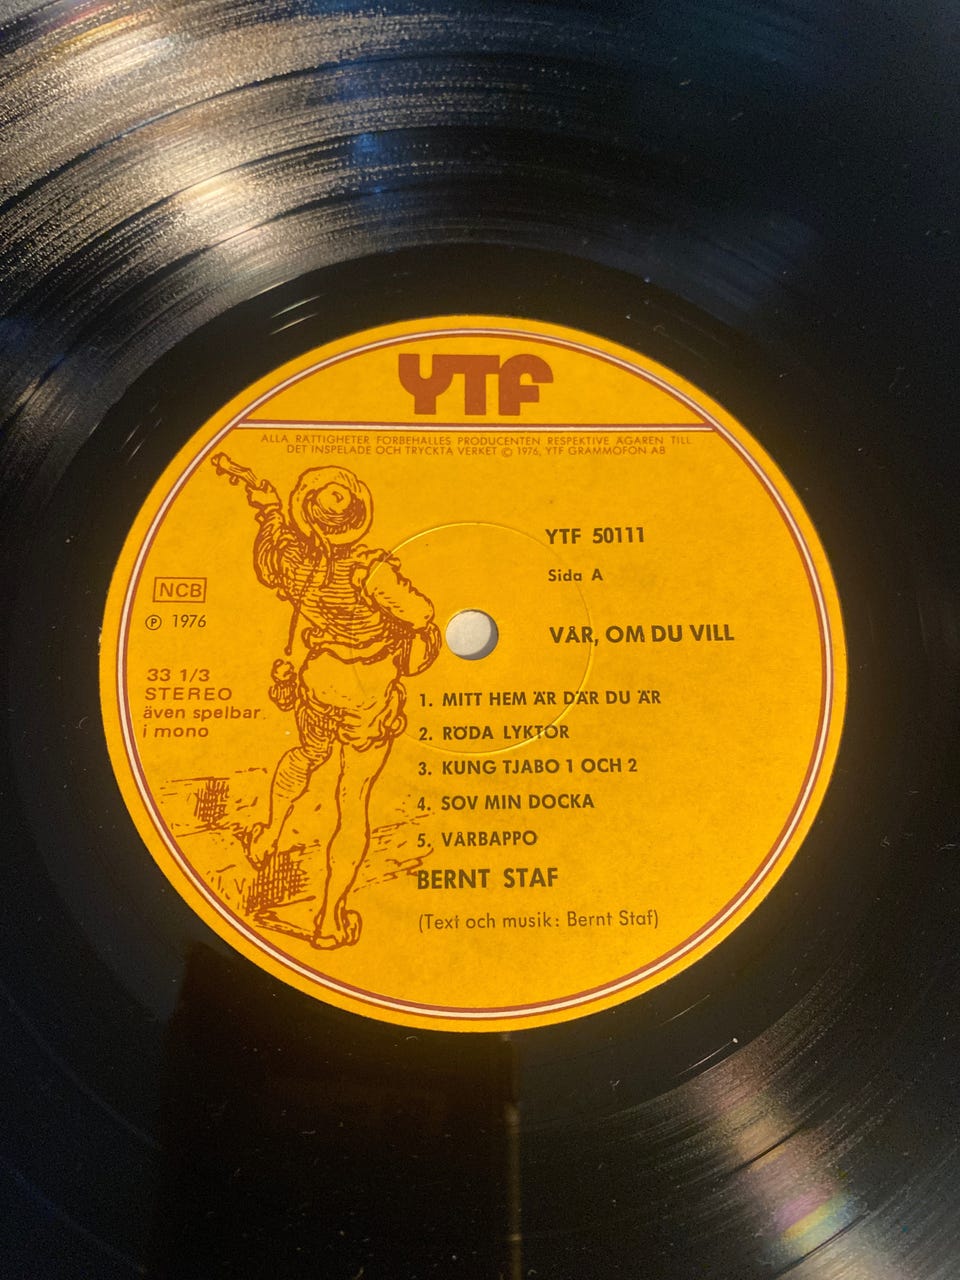 YTF
ALLA RÄTTIGHETER FÖRBEHÅLLES PRODUCENTEN RESPEKTIVE ÄGAREN TILL
DET INSPELADE OCH TRYCKTA VERKET © 1976, YTF GRAMMOFON AB
YTF 50111
Sida A
NCB
Ⓟ 1976
VÅR, OM DU VILL
33 1/3
STEREO
även spelbar
i mono
1. MITT HEM ÄR DÄR DU ÄR
2. RÖDA LYKTOR
3. KUNG TJABO 1 OCH 2
4. SOV MIN DOCKA
5. VÅRBAPPO
BERNT STAF
(Text och musik: Bernt Staf)